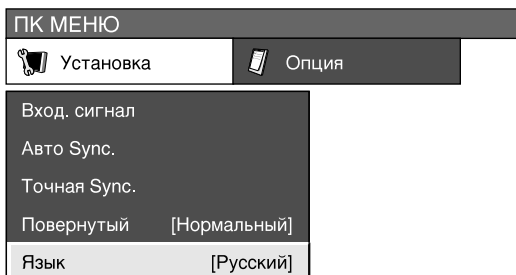 ПК МЕНЮ
Установка Опция
Вход. сигнал
Авто Sync.
Точная Sync.
Повернутый [Нормальный]
Язык [Русский]